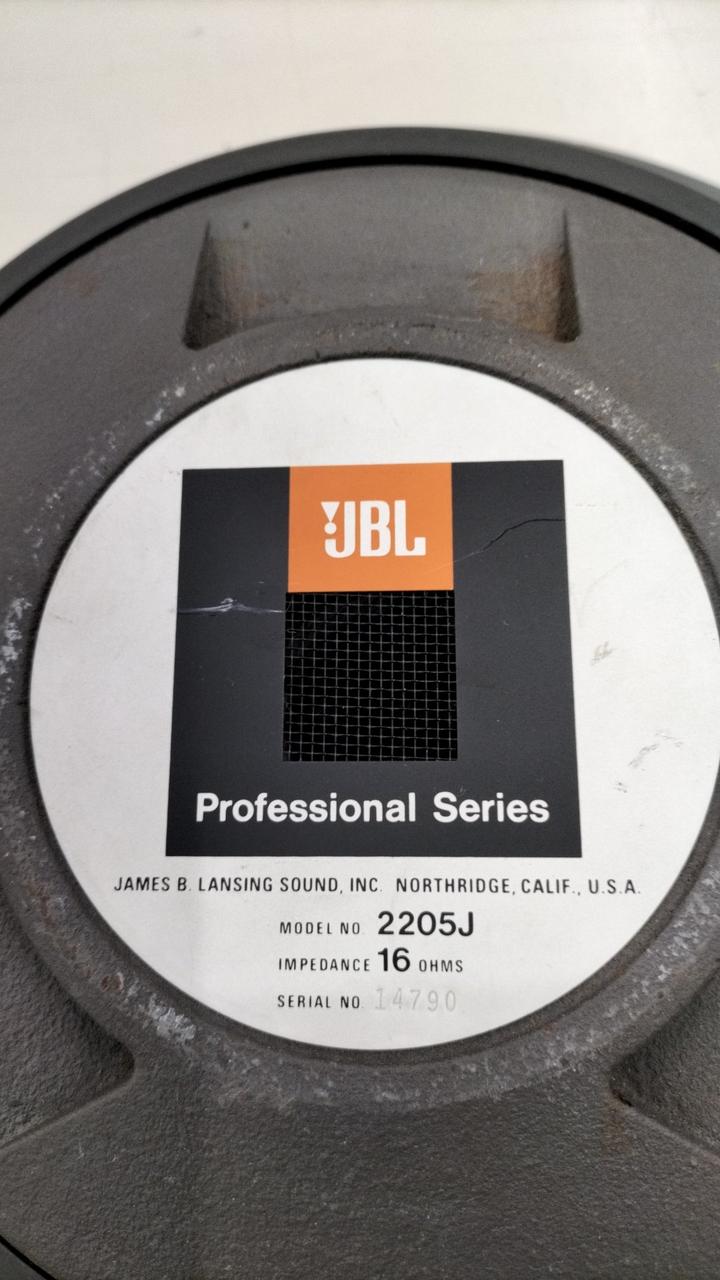 JBL
Professional Series
JAMES B. LANSING SOUND, INC. NORTHRIDGE, CALIF., U.S.A.
MODEL NO. 2205J
IMPEDANCE 16 OHMS
SERIAL NO. 14790